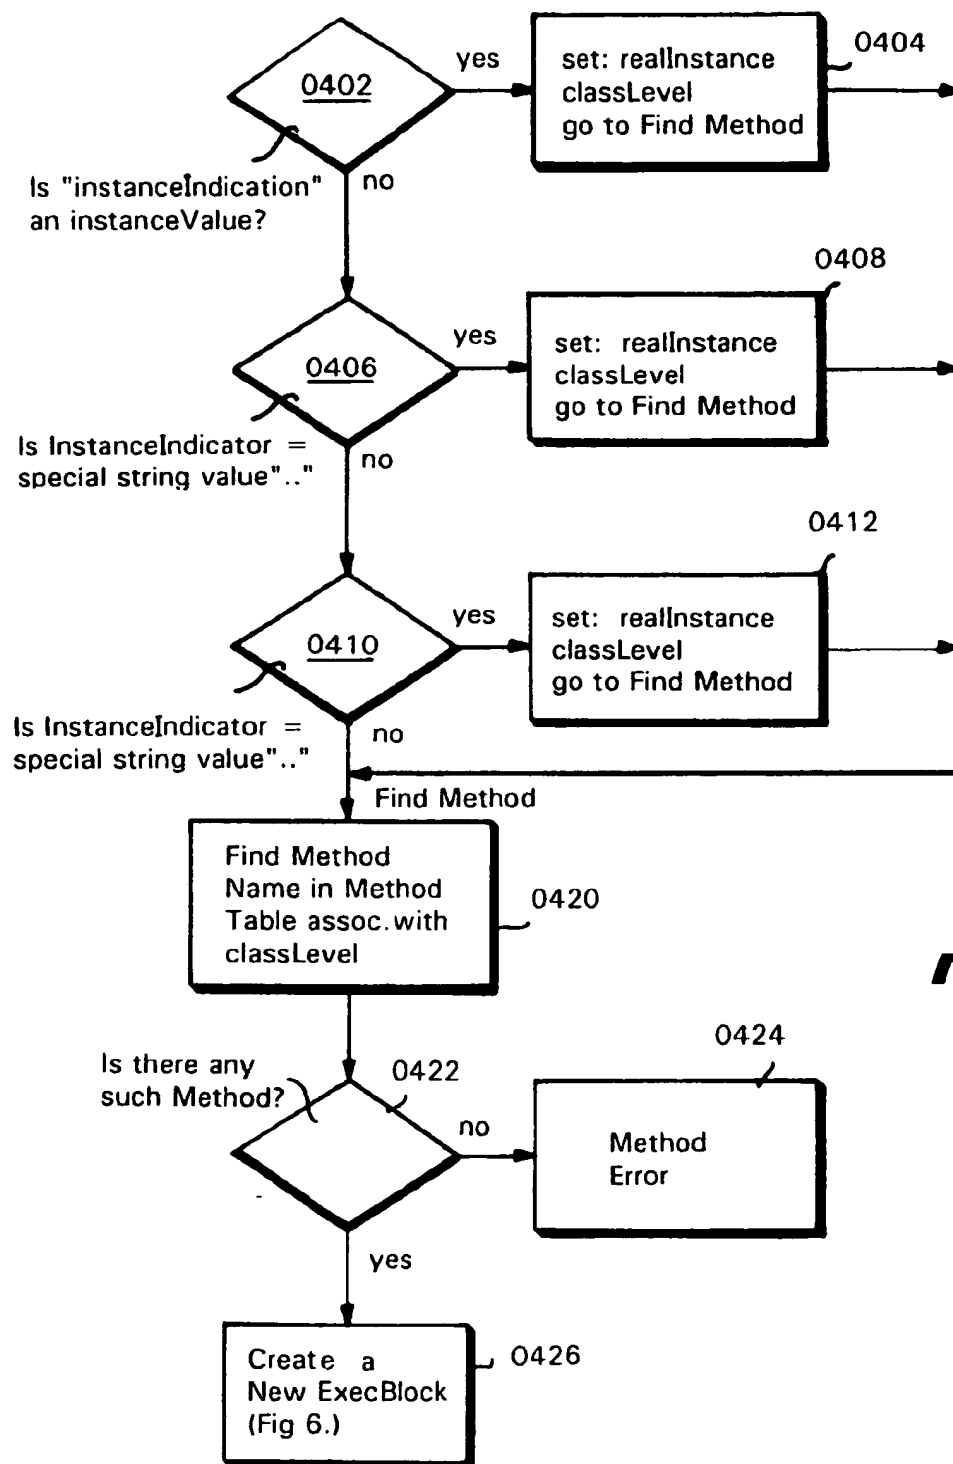 0402
yes
set: realInstance
classLevel
go to Find Method
0404
Is "instanceIndication"
an instanceValue?
no
0406
yes
set: realInstance
classLevel
go to Find Method
0408
Is InstanceIndicator =
special string value".."
no
0410
yes
set: realInstance
classLevel
go to Find Method
0412
Is InstanceIndicator =
special string value".."
no
Find Method
Find Method
Name in Method
Table assoc. with
classLevel
0420
Is there any
such Method?
0422
no
Method
Error
0424
yes
Create a
New ExecBlock
(Fig 6.)
0426